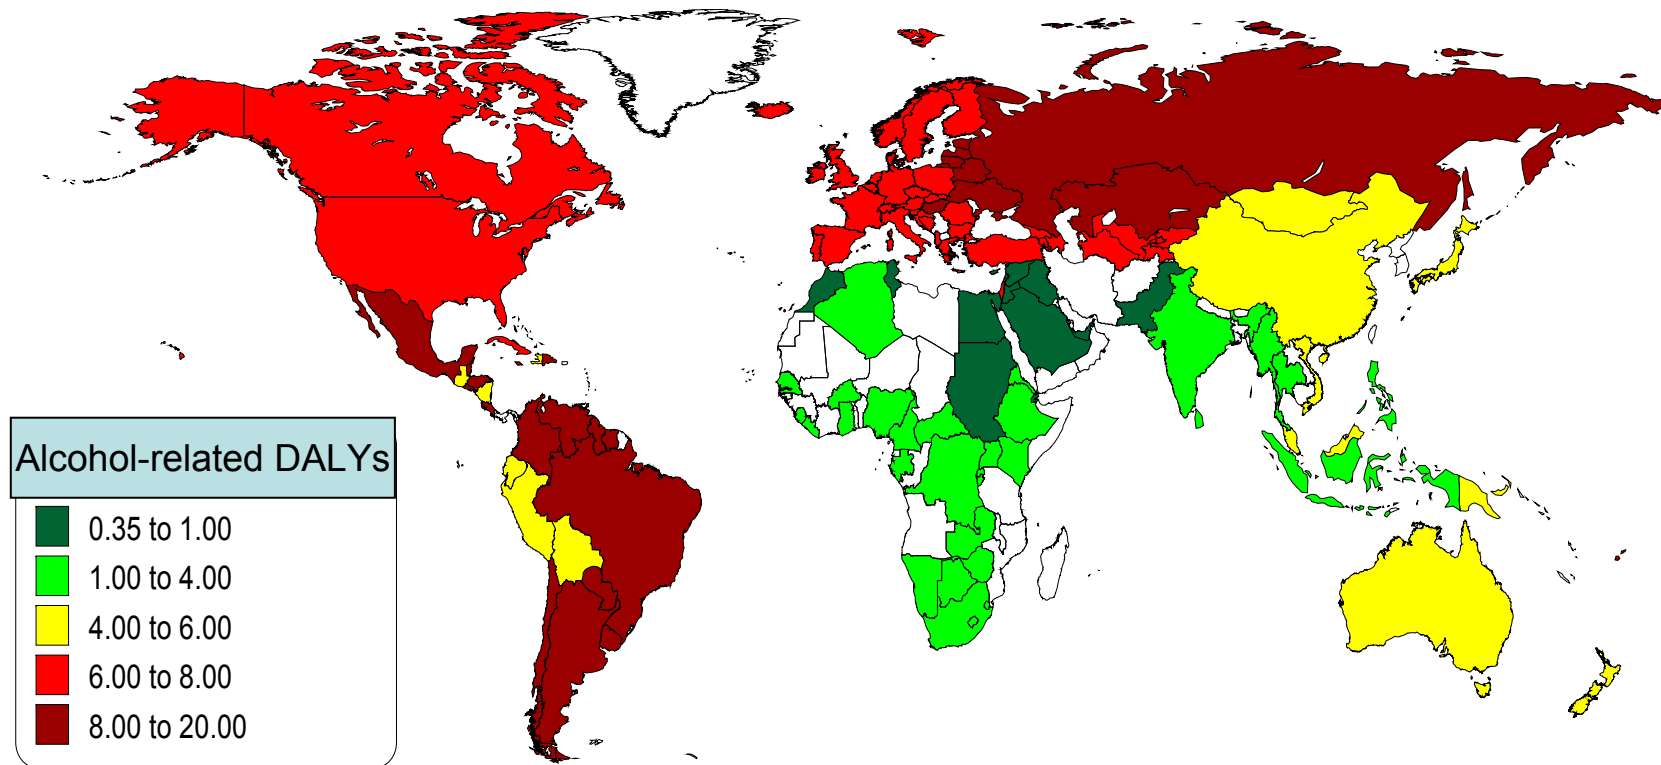 Alcohol-related DALYs
0.35 to 1.00
1.00 to 4.00
4.00 to 6.00
6.00 to 8.00
8.00 to 20.00